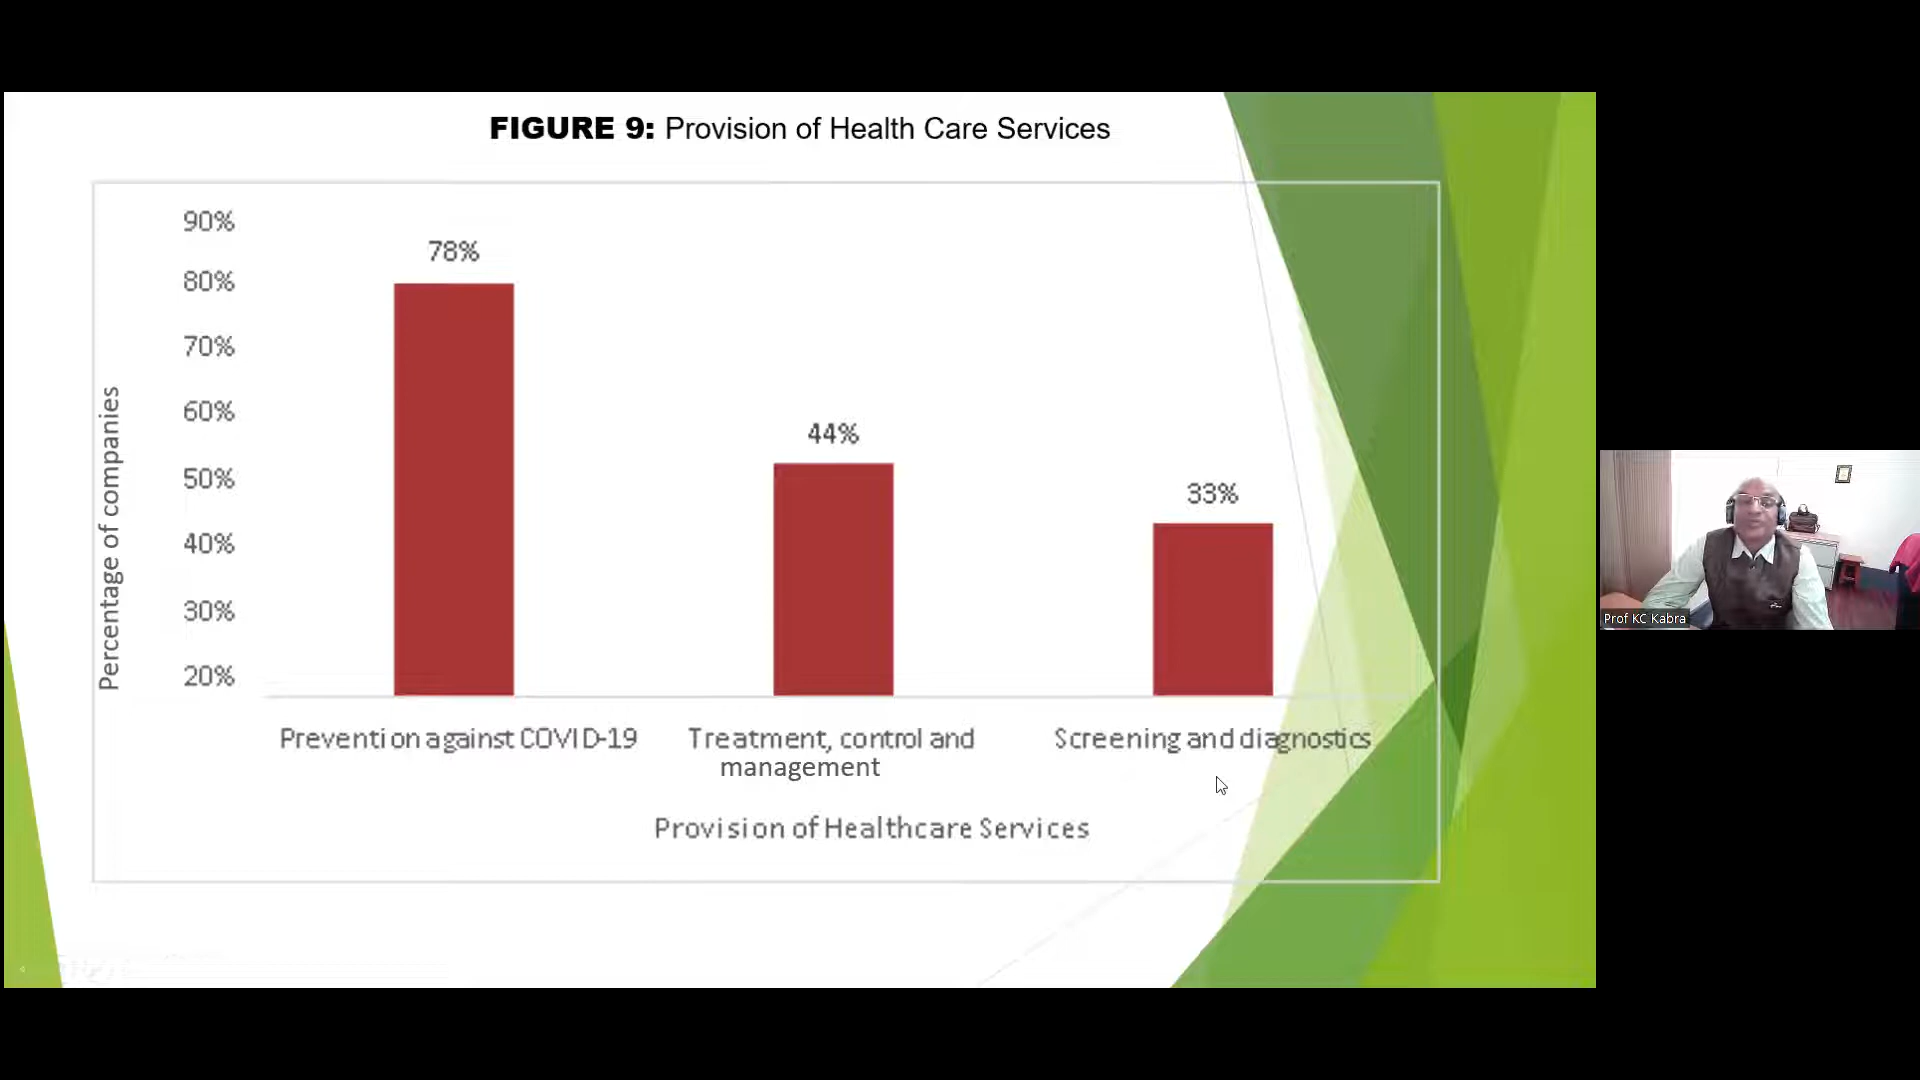 FIGURE 9: Provision of Health Care Services
90%
80%
70%
60%
50%
40%
30%
20%
Percentage of companies
78%
44%
33%
Prevention against COVID-19
Treatment, control and
management
Screening and diagnostics
Provision of Healthcare Services
Prof KC Kabra